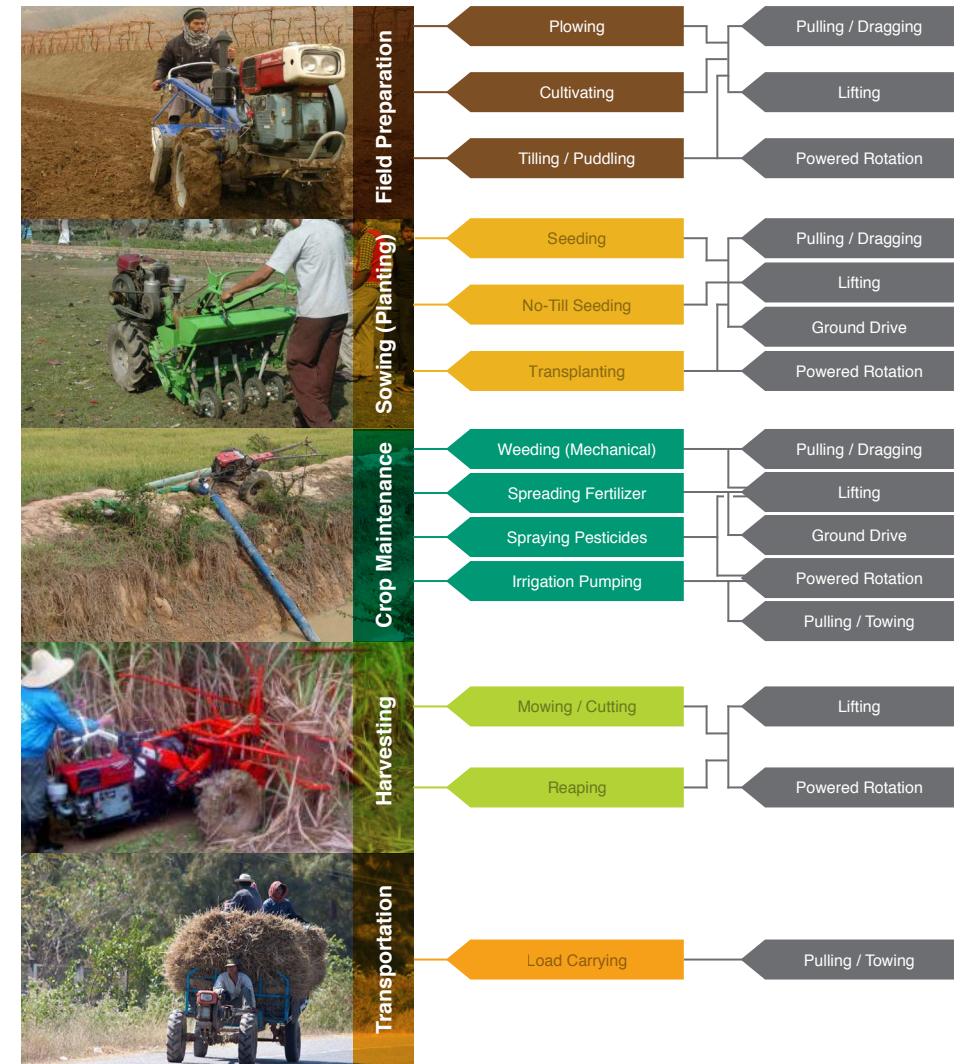 Field Preparation
Plowing
Cultivating
Tilling / Puddling
Pulling / Dragging
Lifting
Powered Rotation
Sowing (Planting)
Seeding
No-Till Seeding
Transplanting
Pulling / Dragging
Lifting
Ground Drive
Powered Rotation
Crop Maintenance
Weeding (Mechanical)
Spreading Fertilizer
Spraying Pesticides
Irrigation Pumping
Pulling / Dragging
Lifting
Ground Drive
Powered Rotation
Pulling / Towing
Harvesting
Mowing / Cutting
Reaping
Lifting
Powered Rotation
Transportation
Load Carrying
Pulling / Towing